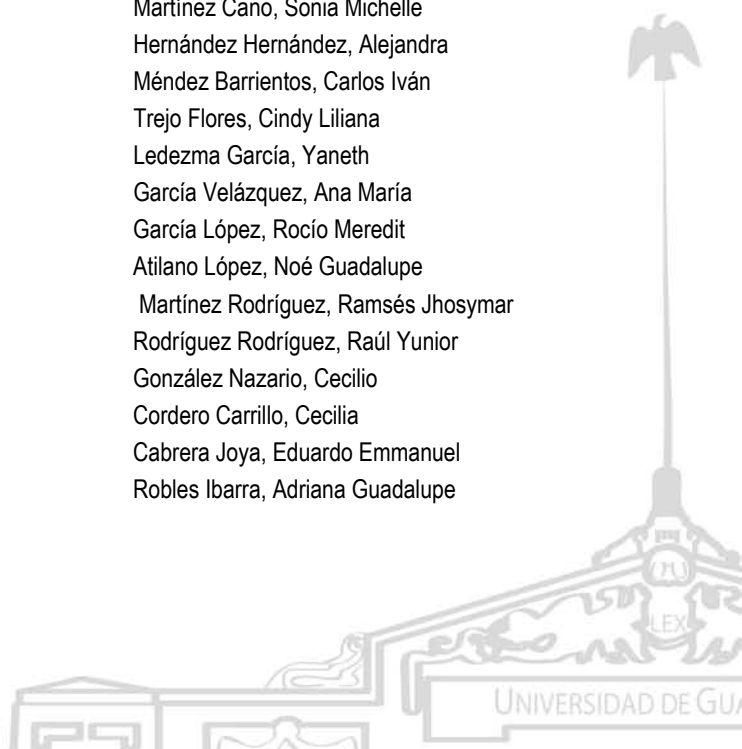 Martínez Cano, Sonia Michelle
Hernández Hernández, Alejandra
Méndez Barrientos, Carlos Iván
Trejo Flores, Cindy Liliana
Ledezma García, Yaneth
García Velázquez, Ana María
García López, Rocío Meredit
Atilano López, Noé Guadalupe
Martínez Rodríguez, Ramsés Jhosymar
Rodríguez Rodríguez, Raúl Yunior
González Nazario, Cecilio
Cordero Carrillo, Cecilia
Cabrera Joya, Eduardo Emmanuel
Robles Ibarra, Adriana Guadalupe
LEX
UNIVERSIDAD DE GUA